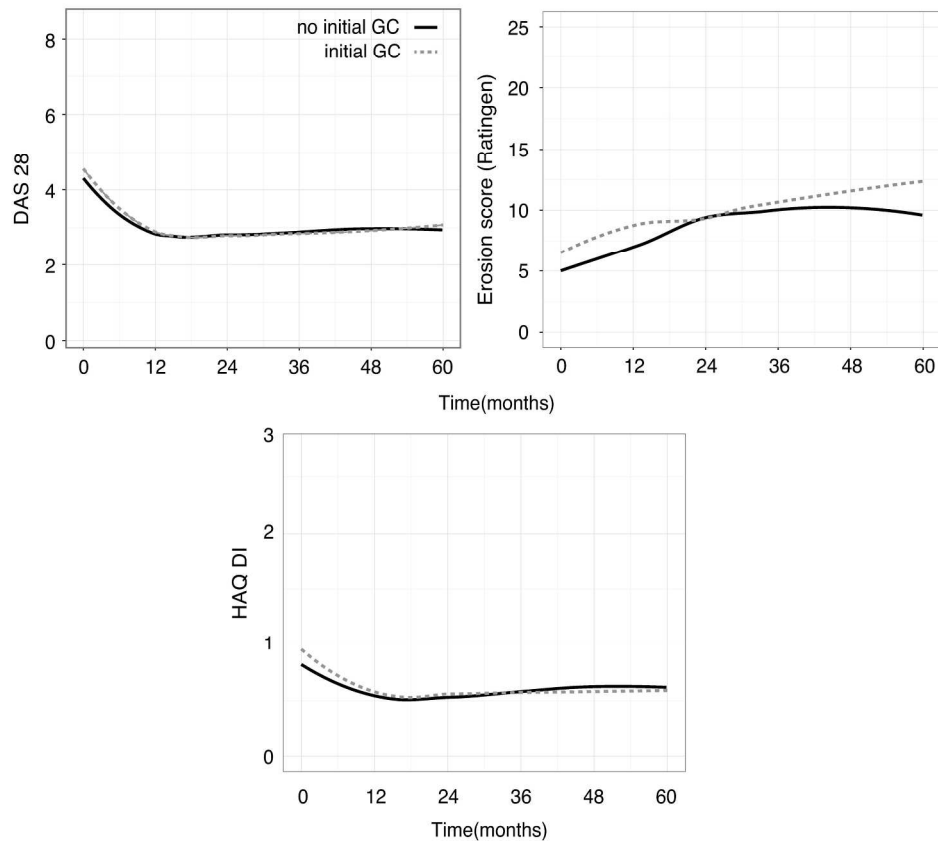 no initial GC
initial GC
DAS 28
8
6
4
2
0
0 12 24 36 48 60
Erosion score (Ratingen)
25
20
15
10
5
0
0 12 24 36 48 60
Time(months)
HAQ DI
3
2
1
0
0 12 24 36 48 60
Time(months)